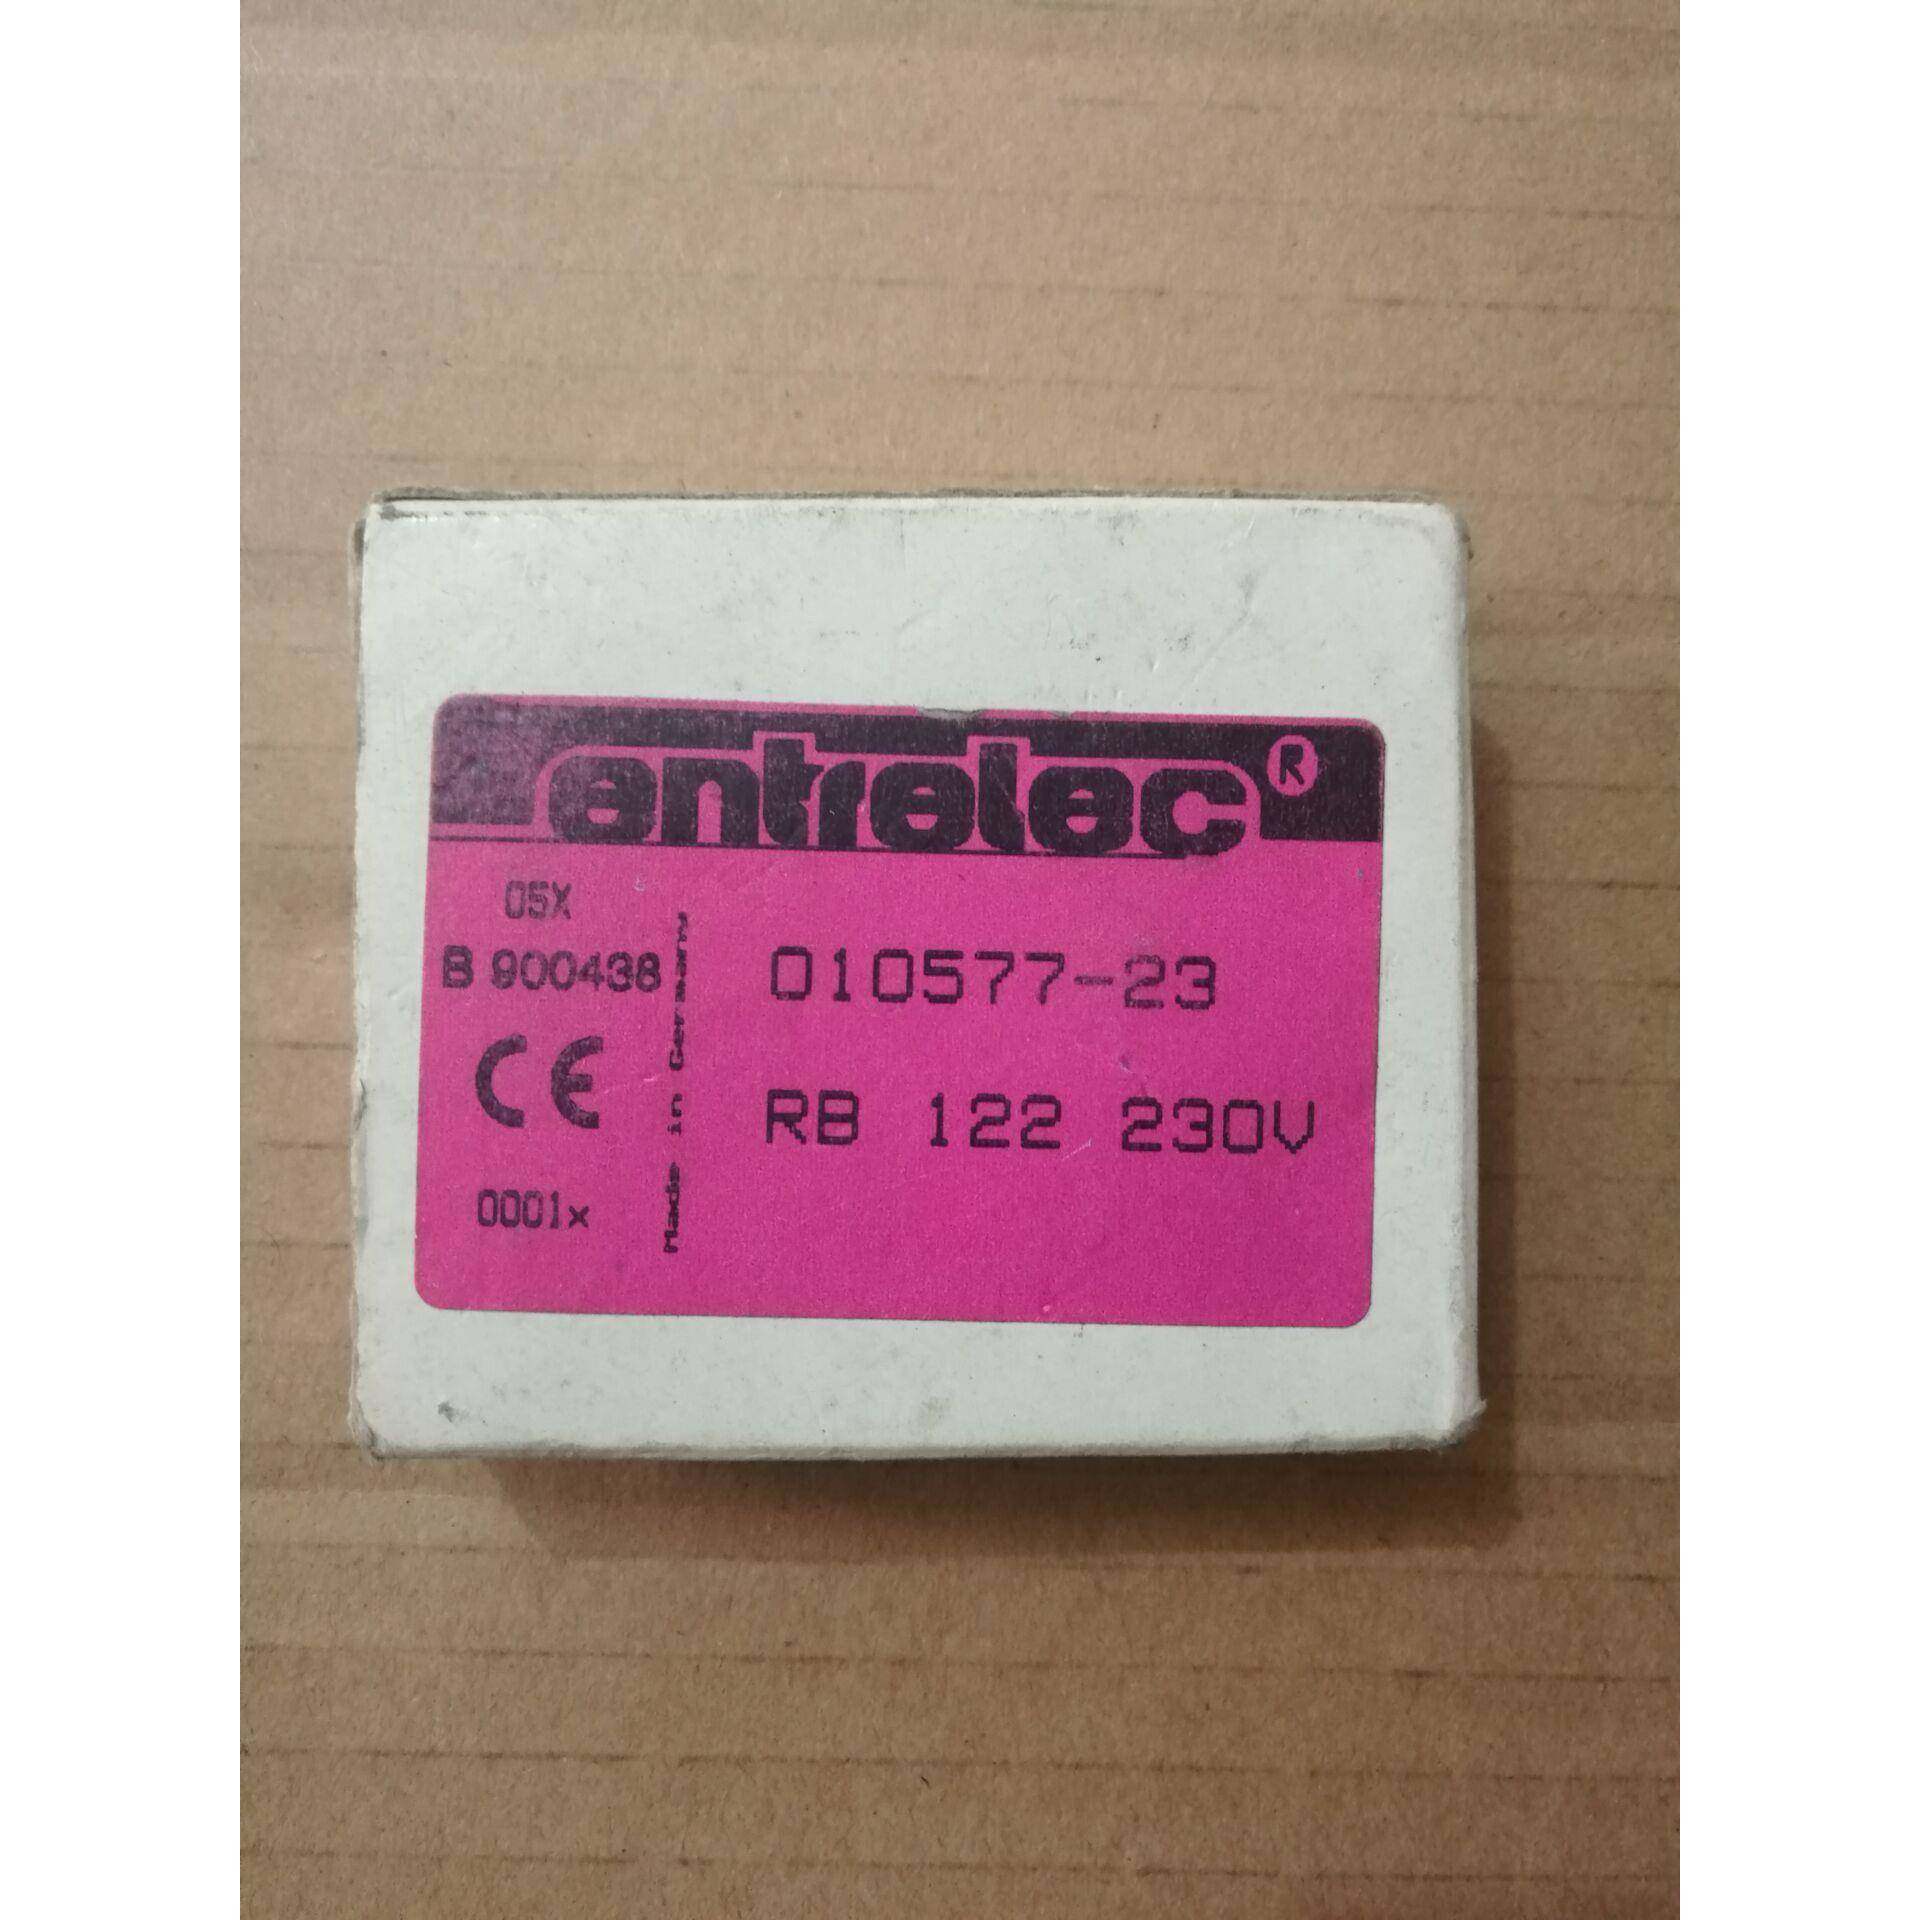 entrelec®
05X
B 900438
CE
0001x
Made in Germany
010577-23
RB 122 230V